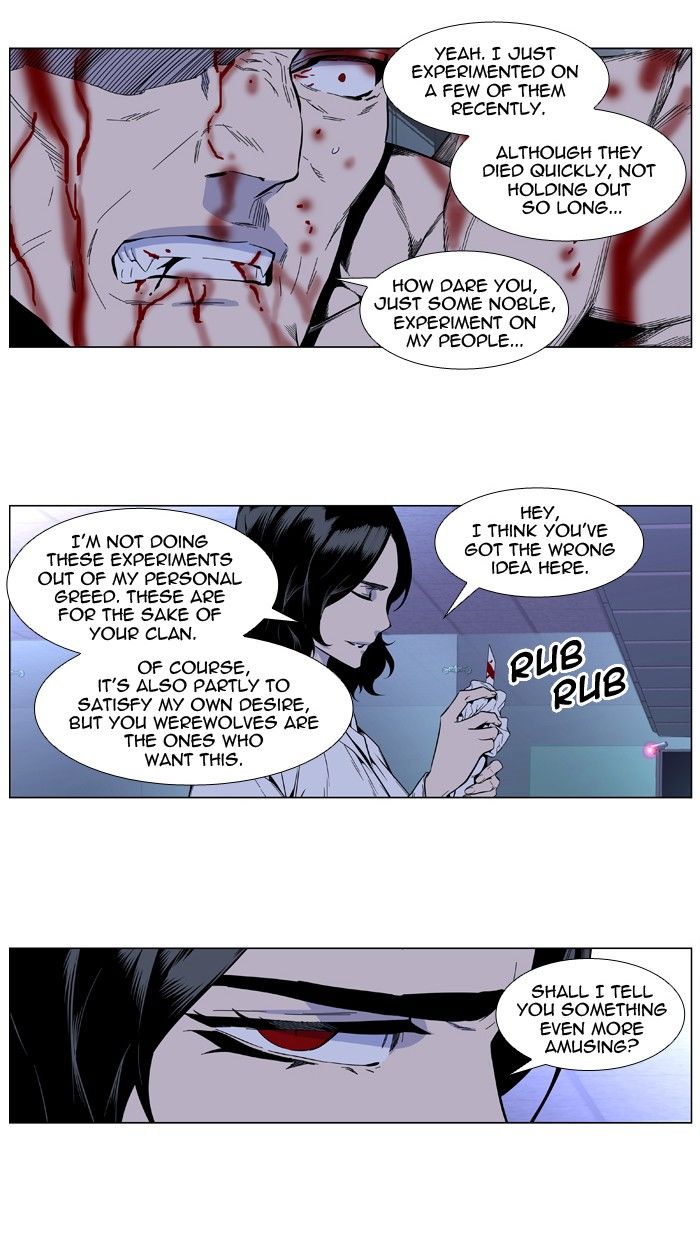 YEAH. I JUST
EXPERIMENTED ON
A FEW OF THEM
RECENTLY.
ALTHOUGH THEY
DIED QUICKLY, NOT
HOLDING OUT
SO LONG...
HOW DARE YOU,
JUST SOME NOBLE,
EXPERIMENT ON
MY PEOPLE...
HEY,
I THINK YOU'VE
GOT THE WRONG
IDEA HERE.
I'M NOT DOING
THESE EXPERIMENTS
OUT OF MY PERSONAL
GREED. THESE ARE
FOR THE SAKE OF
YOUR CLAN.
OF COURSE,
IT'S ALSO PARTLY TO
SATISFY MY OWN DESIRE,
BUT YOU WEREWOLVES ARE
THE ONES WHO
WANT THIS.
RUB
RUB
SHALL I TELL
YOU SOMETHING
EVEN MORE
AMUSING?